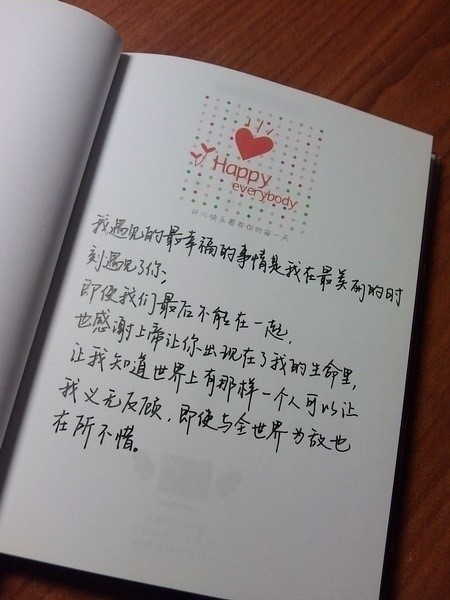 Happy
everybody
开心快乐着看你的每一天
我遇见的最幸福的事情是我在最美丽的时
刻遇见了你,
即使我们最后不能在一起,
也感谢上帝让你出现在了我的生命里,
让我知道世界上有那样一个人可以让
我义无反顾,即使与全世界为敌也
在所不惜。